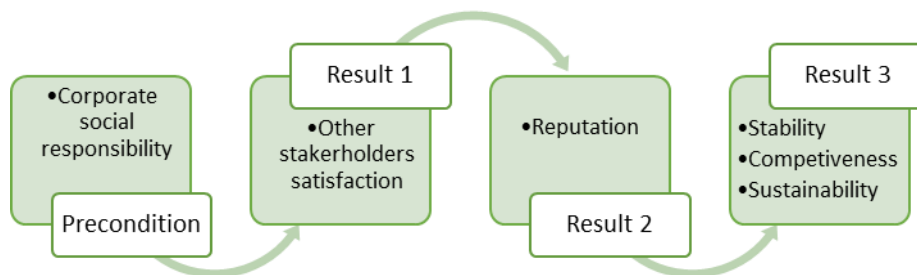 •Corporate
social
responsibility
Precondition
Result 1
•Other
stakerholders
satisfaction
•Reputation
Result 2
Result 3
•Stability
•Competiveness
•Sustainability